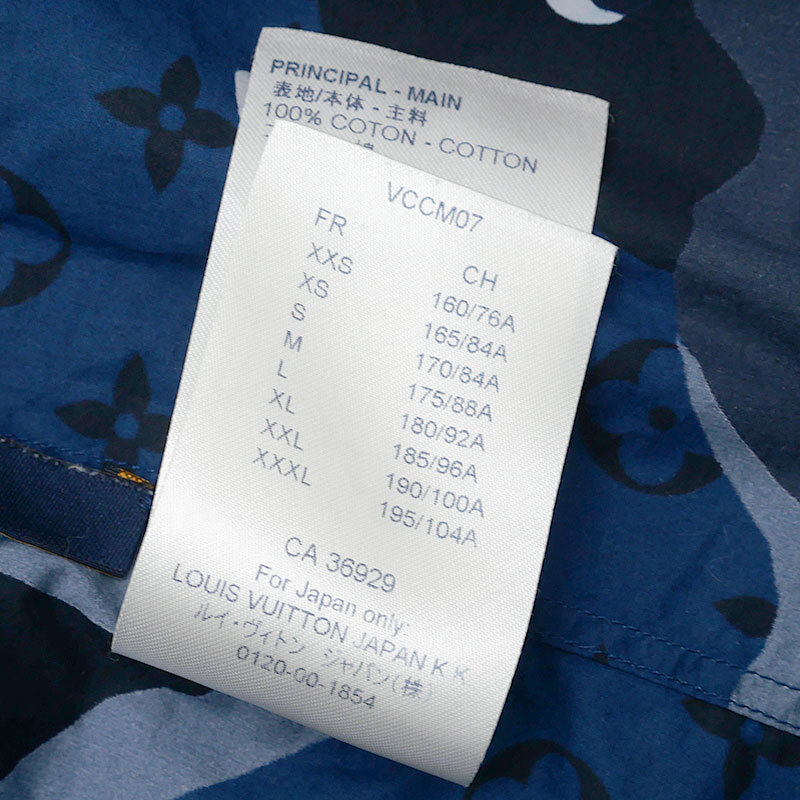 PRINCIPAL - MAIN
表地/本体 - 主料
100% COTON - COTTON
VCCM07
FR CH
XXS 160/76A
XS 165/84A
S 170/84A
M 175/88A
L 180/92A
XL 185/96A
XXL 190/100A
XXXL 195/104A
CA 36929
For Japan only:
LOUIS VUITTON JAPAN K K
ルイ・ヴィトン ジャパン(株)
0120-00-1854